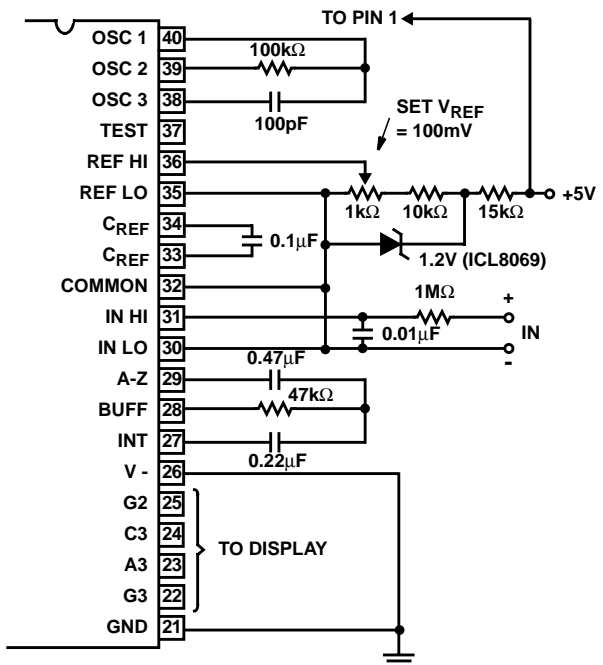 TO PIN 1
OSC 1 40
100kΩ
OSC 2 39
OSC 3 38
100pF
SET VREF
= 100mV
TEST 37
REF HI 36
REF LO 35
+5V
1kΩ 10kΩ 15kΩ
CREF 34
0.1µF
CREF 33
1.2V (ICL8069)
COMMON 32
1MΩ
+
IN HI 31
0.01µF
IN
IN LO 30
-
0.47µF
A-Z 29
47kΩ
BUFF 28
INT 27
0.22µF
V - 26
G2 25
C3 24
TO DISPLAY
A3 23
G3 22
GND 21